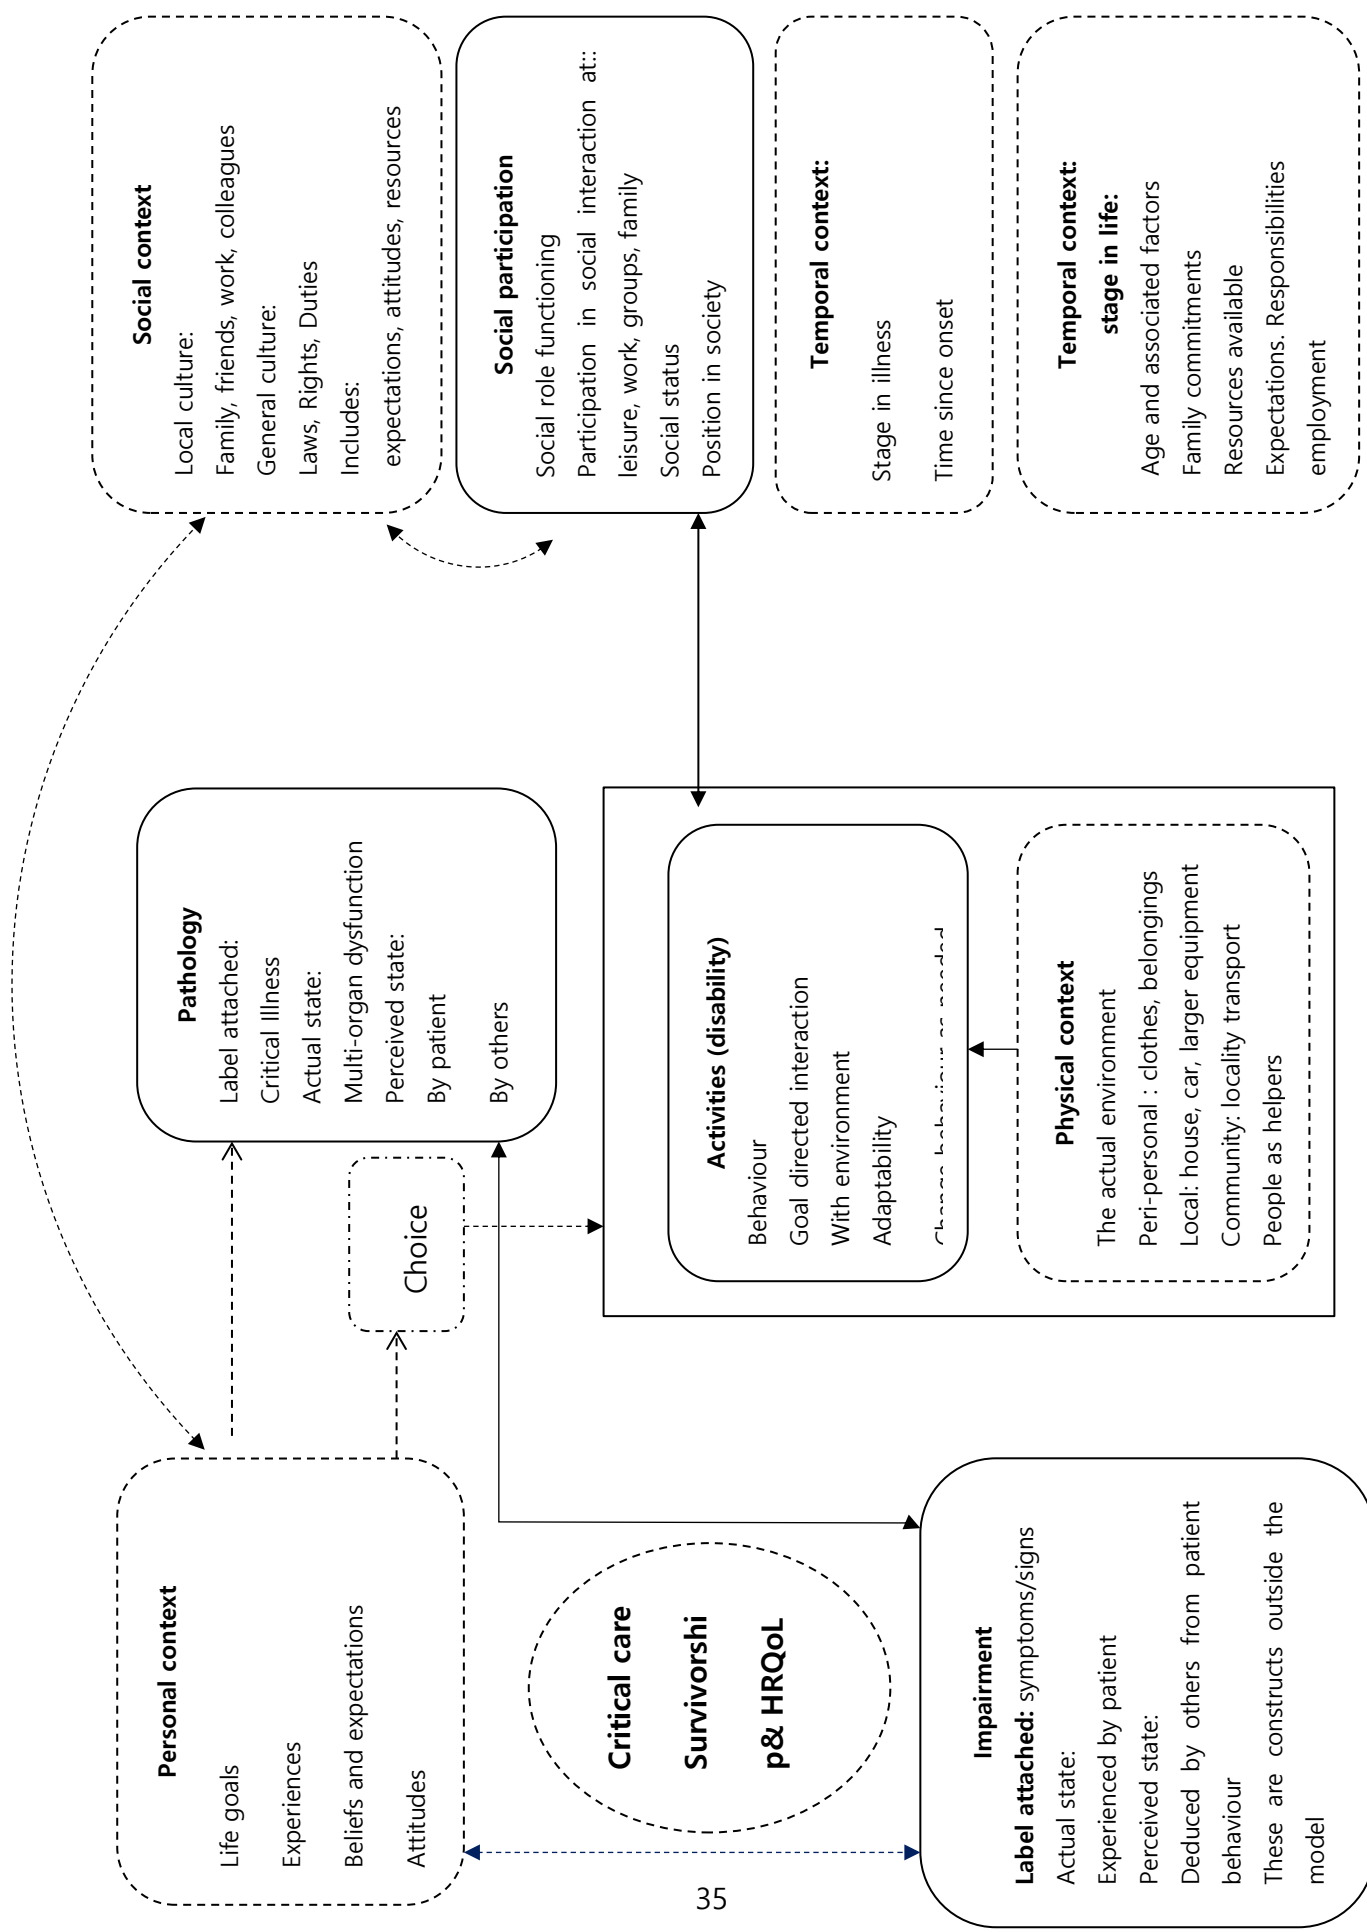 Personal context
Life goals
Experiences
Beliefs and expectations
Attitudes
Critical care
Survivorshi
p& HRQoL
Impairment
Label attached: symptoms/signs
Actual state:
Experienced by patient
Perceived state:
Deduced by others from patient
behaviour
These are constructs outside the
model
Pathology
Label attached:
Critical Illness
Actual state:
Multi-organ dysfunction
Perceived state:
By patient
By others
Choice
Activities (disability)
Behaviour
Goal directed interaction
With environment
Adaptability
Change behaviour as needed
Physical context
The actual environment
Peri-personal : clothes, belongings
Local: house, car, larger equipment
Community: locality transport
People as helpers
Social context
Local culture:
Family, friends, work, colleagues
General culture:
Laws, Rights, Duties
Includes:
expectations, attitudes, resources
Social participation
Social role functioning
Participation in social interaction at::
leisure, work, groups, family
Social status
Position in society
Temporal context:
Stage in illness
Time since onset
Temporal context:
stage in life:
Age and associated factors
Family commitments
Resources available
Expectations. Responsibilities
employment
35